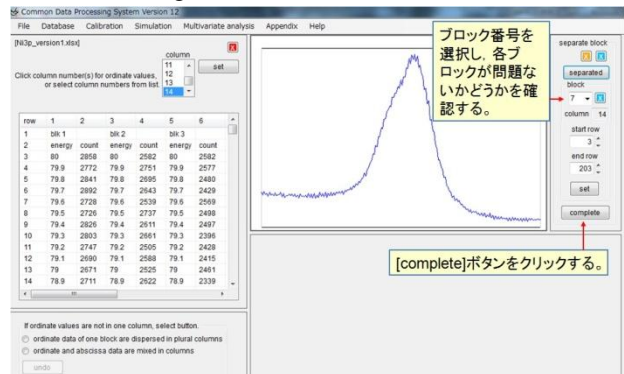 Common Data Processing System Version 12
File Database Calibration Simulation Multivariate analysis Appendix Help
[Ni3p_version1.xlsx]
X
column
Click column number(s) for ordinate values,
or select column numbers from list
11
12
13
14
set
row 1 2 3 4 5 6
1 blk 1 blk 2 blk 3
2 energy count energy count energy count
3 80 2858 80 2582 80 2582
4 79.9 2772 79.9 2751 79.9 2577
5 79.8 2841 79.8 2695 79.8 2480
6 79.7 2892 79.7 2643 79.7 2429
7 79.6 2728 79.6 2539 79.6 2569
8 79.5 2726 79.5 2737 79.5 2498
9 79.4 2826 79.4 2611 79.4 2497
10 79.3 2803 79.3 2661 79.3 2396
11 79.2 2747 79.2 2505 79.2 2428
12 79.1 2690 79.1 2588 79.1 2415
13 79 2671 79 2525 79 2461
14 78.9 2711 78.9 2622 78.9 2339
If ordinate values are not in one column, select button.
ordinate data of one block are dispersed in plural columns
ordinate and abscissa data are mixed in columns
undo
ブロック番号を
選択し，各ブ
ロックが問題な
いかどうかを確
認する。
separate block
separated
block
7
column 14
start row
3
end row
203
set
complete
[complete]ボタンをクリックする。